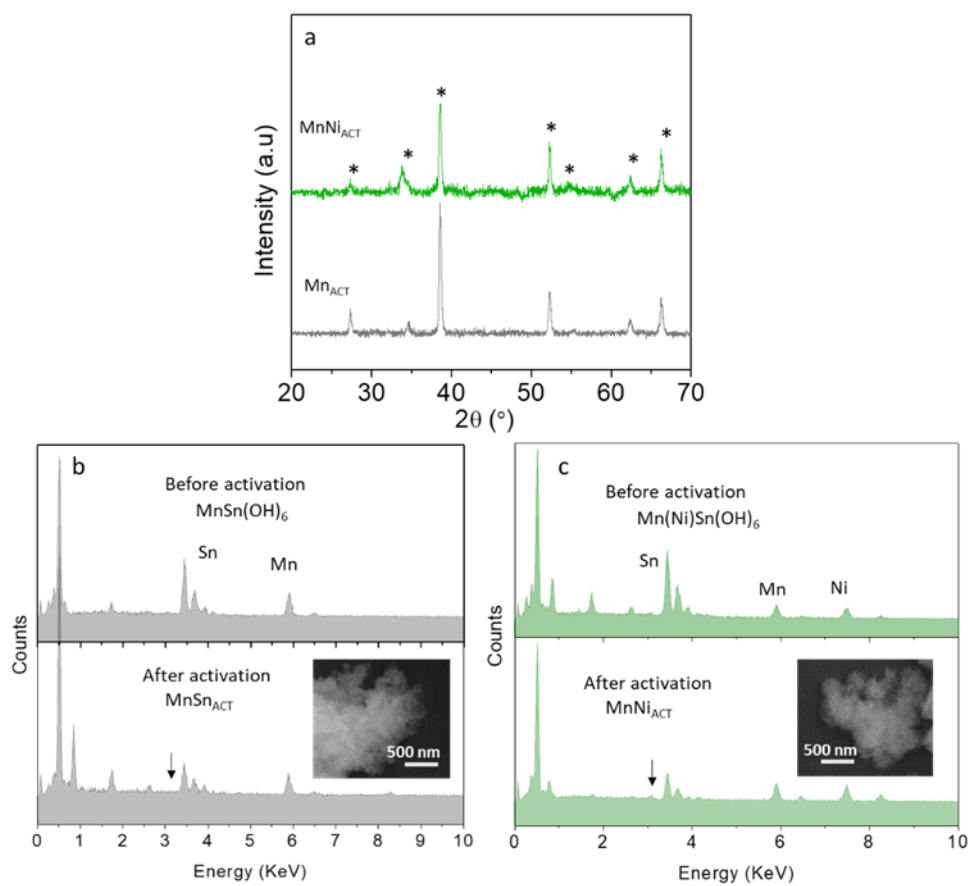 a
MnNiACT
* * * * * * *
MnACT
Intensity (a.u)
20 30 40 50 60 70
2θ (°)
b
Before activation
MnSn(OH)6
Sn
Mn
After activation
MnSnACT
500 nm
Counts
0 1 2 3 4 5 6 7 8 9 10
Energy (KeV)
c
Before activation
Mn(Ni)Sn(OH)6
Sn
Mn
Ni
After activation
MnNiACT
500 nm
Counts
0 2 4 6 8 10
Energy (KeV)